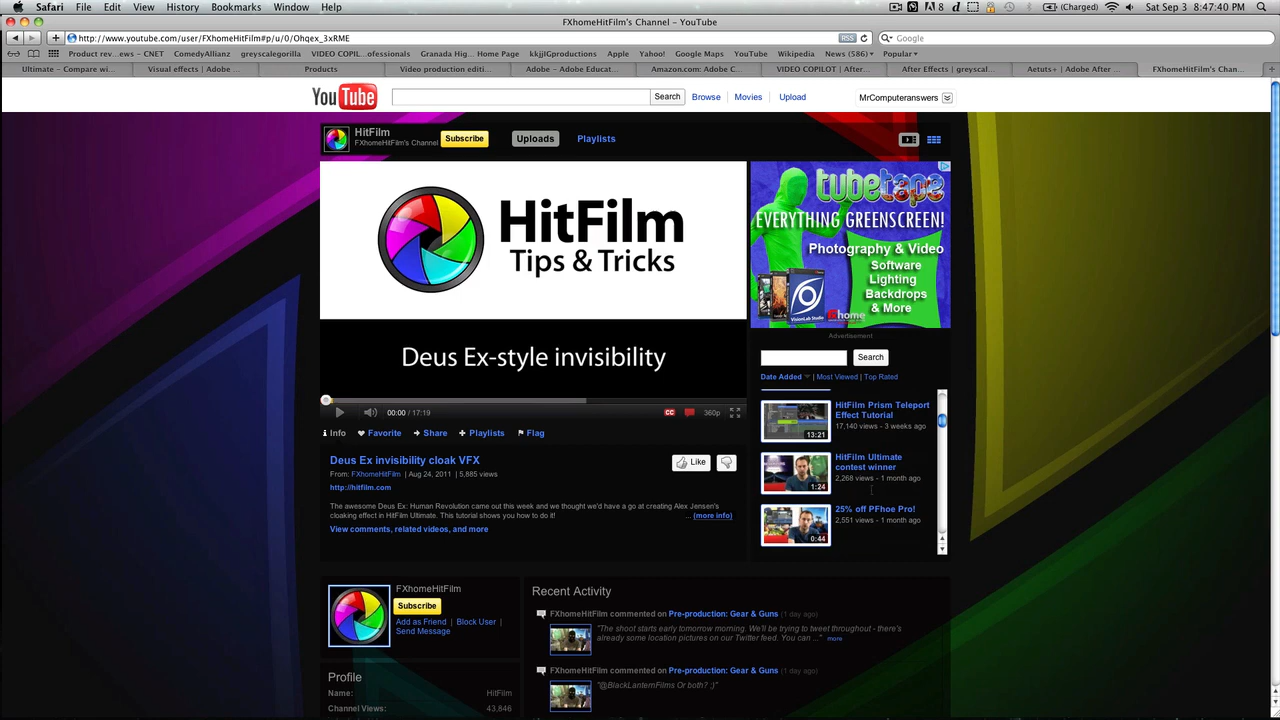 Safari File Edit View History Bookmarks Window Help
8 (Charged) Sat Sep 3 8:47:40 PM
FXhomeHitFilm's Channel – YouTube
http://www.youtube.com/user/FXhomeHitFilm#p/u/0/Ohqex_3xRME RSS Google
Product rev...ews – CNET ComedyAlliance greyscalegorilla VIDEO COPIL...ofessionals Granada Hig... Home Page kkjjlGproductions Apple Yahoo! Google Maps YouTube Wikipedia News (586) Popular
Ultimate – Compare wi... Visual effects | Adobe ... Products Video production editi... Adobe – Adobe Educat... Amazon.com: Adobe C... VIDEO COPILOT | After... After Effects | greyscal... Aetuts+ | Adobe After ... FXhomeHitFilm's Chan...
YouTube Search Browse Movies Upload MrComputeranswers
HitFilm
FXhomeHitFilm's Channel
Subscribe Uploads Playlists
HitFilm
Tips & Tricks
Deus Ex-style invisibility
00:00 / 17:19 CC 360p
Info Favorite Share Playlists Flag
Deus Ex invisibility cloak VFX
Like
From: FXhomeHitFilm | Aug 24, 2011 | 5,885 views
http://hitfilm.com
The awesome Deus Ex: Human Revolution came out this week and we thought we'd have a go at creating Alex Jensen's
cloaking effect in HitFilm Ultimate. This tutorial shows you how to do it! ... (more info)
View comments, related videos, and more
tubetape
EVERYTHING GREENSCREEN!
Photography & Video
Software
Lighting
Backdrops
& More
VISIONLAB STUDIO
fxhome
Advertisement
Search
Date Added | Most Viewed | Top Rated
HitFilm Prism Teleport
Effect Tutorial
17,140 views - 3 weeks ago
13:21
HitFilm Ultimate
contest winner
2,268 views - 1 month ago
1:24
25% off PFhoe Pro!
2,551 views - 1 month ago
0:44
FXhomeHitFilm
Subscribe
Add as Friend | Block User |
Send Message
Profile
Name: HitFilm
Channel Views: 43,846
Recent Activity
FXhomeHitFilm commented on Pre-production: Gear & Guns (1 day ago)
"The shoot starts early tomorrow morning. We'll be trying to tweet throughout - there's
already some location pictures on our Twitter feed. You can ..." more
FXhomeHitFilm commented on Pre-production: Gear & Guns (1 day ago)
"@BlackLanternFilms Or both? ;)"